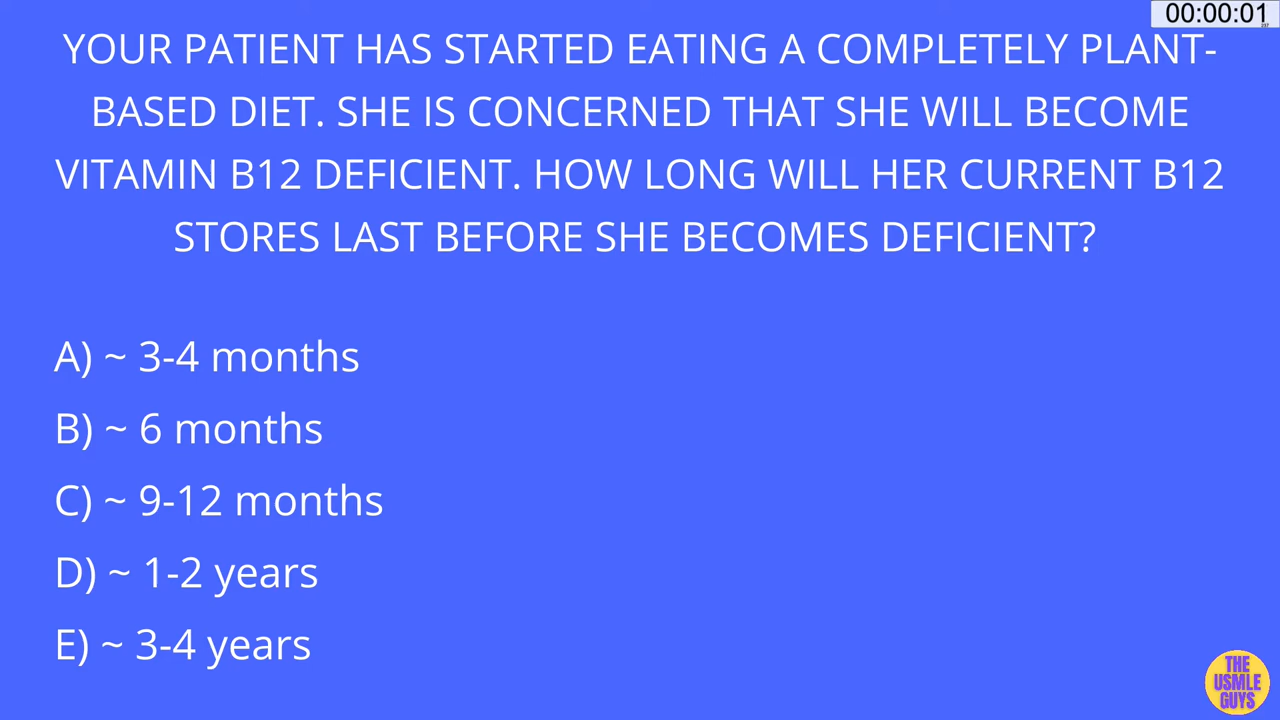 00:00:01
YOUR PATIENT HAS STARTED EATING A COMPLETELY PLANT-
BASED DIET. SHE IS CONCERNED THAT SHE WILL BECOME
VITAMIN B12 DEFICIENT. HOW LONG WILL HER CURRENT B12
STORES LAST BEFORE SHE BECOMES DEFICIENT?
A) ~ 3-4 months
B) ~ 6 months
C) ~ 9-12 months
D) ~ 1-2 years
E) ~ 3-4 years
THE
USMLE
GUYS